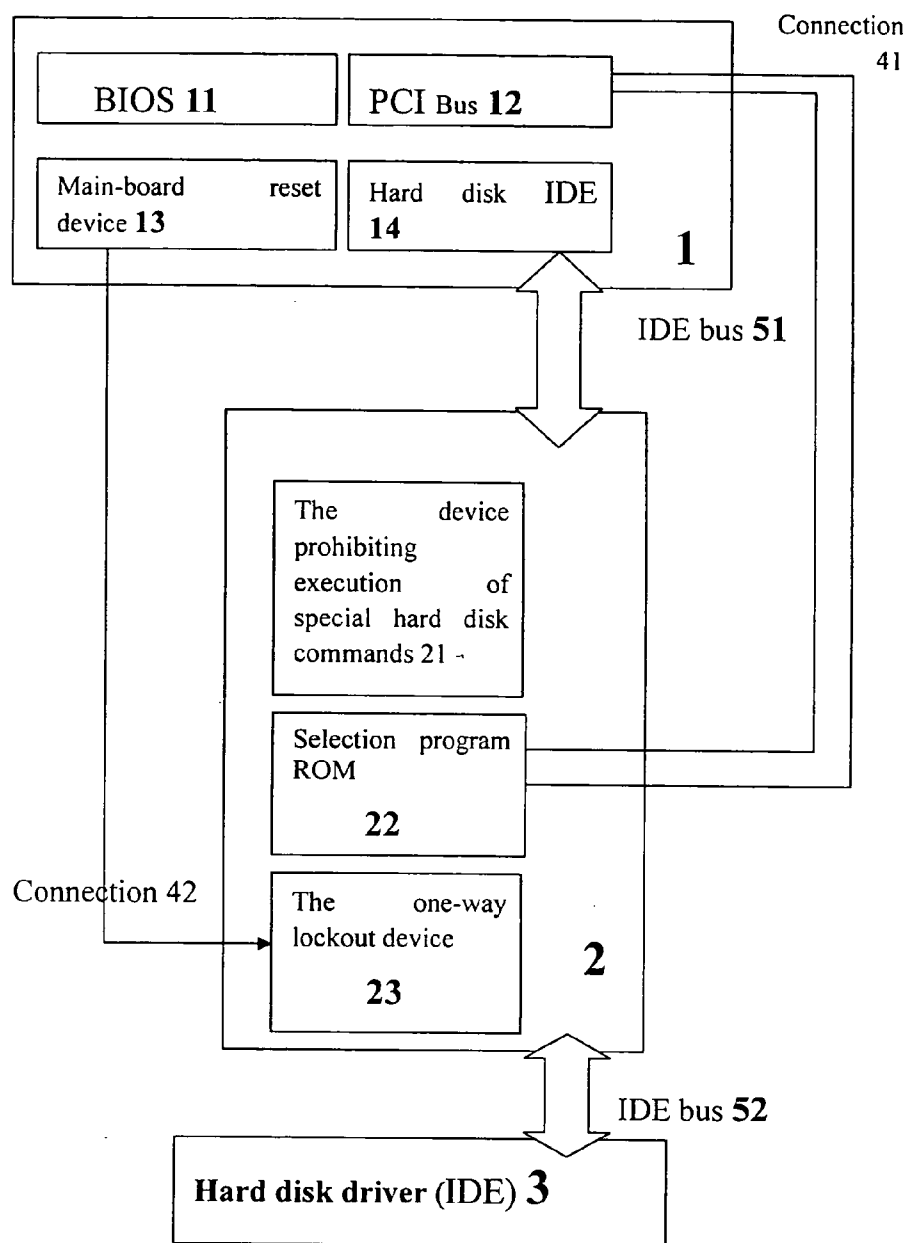 Connection
41
BIOS 11
PCI Bus 12
Main-board reset
device 13
Hard disk IDE
14
1
IDE bus 51
The device
prohibiting
execution of
special hard disk
commands 21
Selection program
ROM
22
Connection 42
The one-way
lockout device
23
2
IDE bus 52
Hard disk driver (IDE) 3